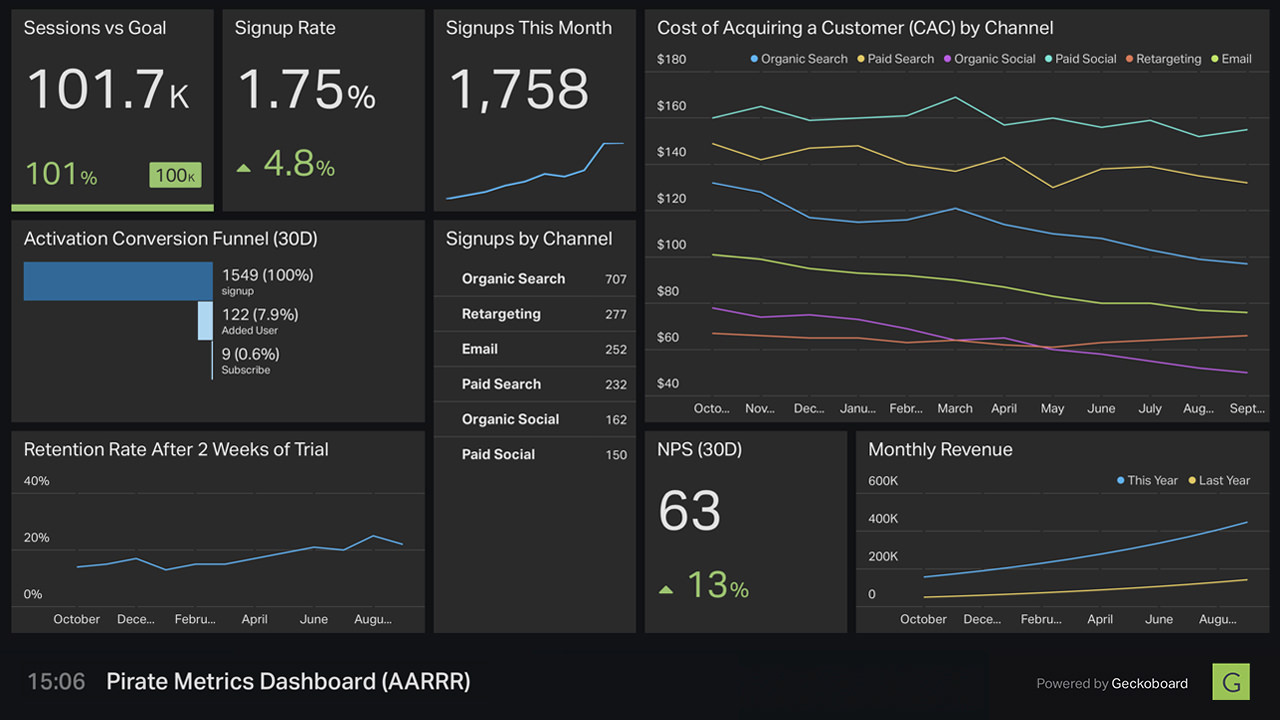 Sessions vs Goal
101.7K
101%
100K
Signup Rate
1.75%
4.8%
Signups This Month
1,758
Cost of Acquiring a Customer (CAC) by Channel
Organic Search Paid Search Organic Social Paid Social Retargeting Email
$180
$160
$140
$120
$100
$80
$60
$40
Octo... Nov... Dec... Janu... Febr... March April May June July Aug... Sept...
Activation Conversion Funnel (30D)
1549 (100%)
signup
122 (7.9%)
Added User
9 (0.6%)
Subscribe
Signups by Channel
Organic Search 707
Retargeting 277
Email 252
Paid Search 232
Organic Social 162
Paid Social 150
Retention Rate After 2 Weeks of Trial
40%
20%
0%
October Dece... Febru... April June Augu...
NPS (30D)
63
13%
Monthly Revenue
This Year Last Year
600K
400K
200K
0
October Dece... Febru... April June Augu...
15:06 Pirate Metrics Dashboard (AARRR)
Powered by Geckoboard G